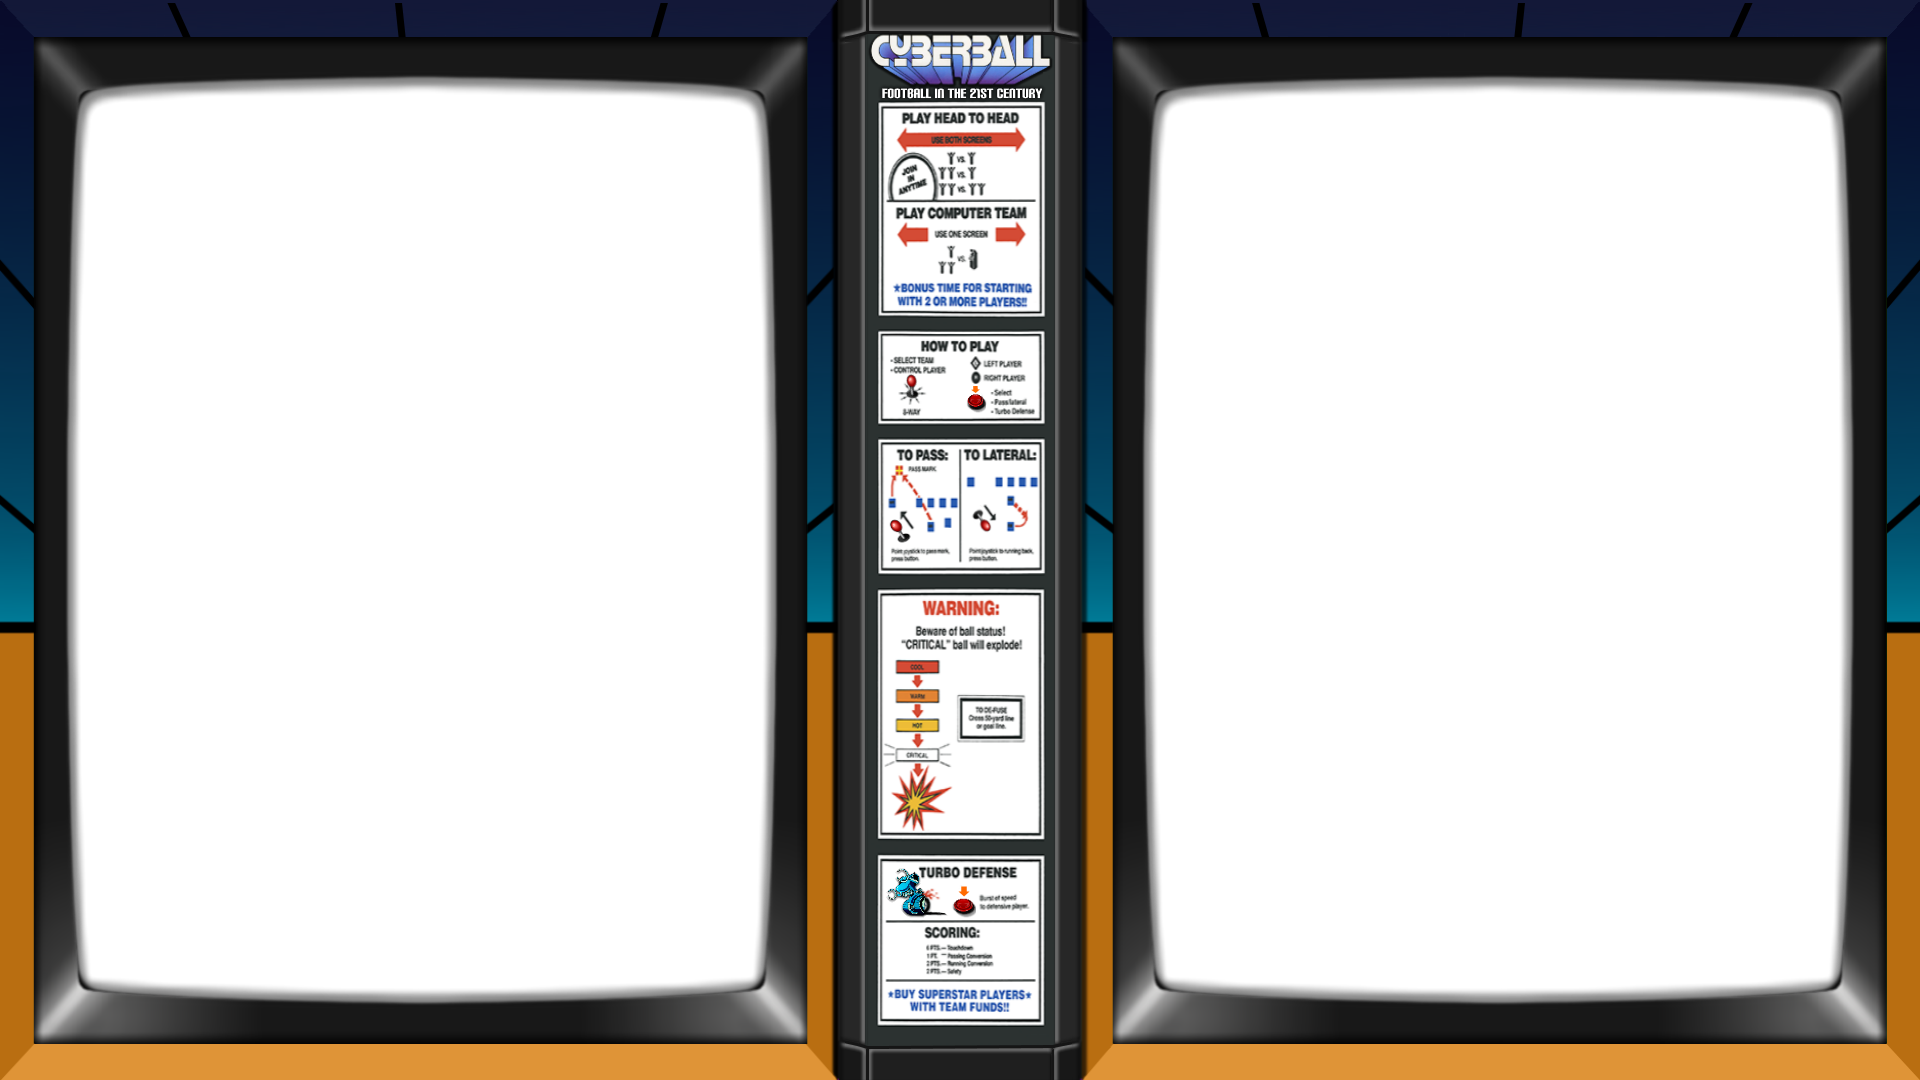 CYBERBALL
FOOTBALL IN THE 21ST CENTURY
PLAY HEAD TO HEAD
USE BOTH SCREENS
JOIN
IN
ANYTIME
VS.
VS.
VS.
PLAY COMPUTER TEAM
USE ONE SCREEN
VS.
*BONUS TIME FOR STARTING
WITH 2 OR MORE PLAYERS!!
HOW TO PLAY
- SELECT TEAM
- CONTROL PLAYER
8-WAY
LEFT PLAYER
RIGHT PLAYER
- Select
- Pass/lateral
- Turbo Defense
TO PASS:
PASS MARK
Point joystick to pass mark,
press button.
TO LATERAL:
Point joystick to running back,
press button.
WARNING:
Beware of ball status!
"CRITICAL" ball will explode!
COOL
WARM
HOT
CRITICAL
TO DE-FUSE
Cross 50-yard line
or goal line.
TURBO DEFENSE
Burst of speed
to defensive player.
SCORING:
6 PTS.— Touchdown
1 PT. — Passing Conversion
2 PTS.— Running Conversion
2 PTS.— Safety
*BUY SUPERSTAR PLAYERS*
WITH TEAM FUNDS!!